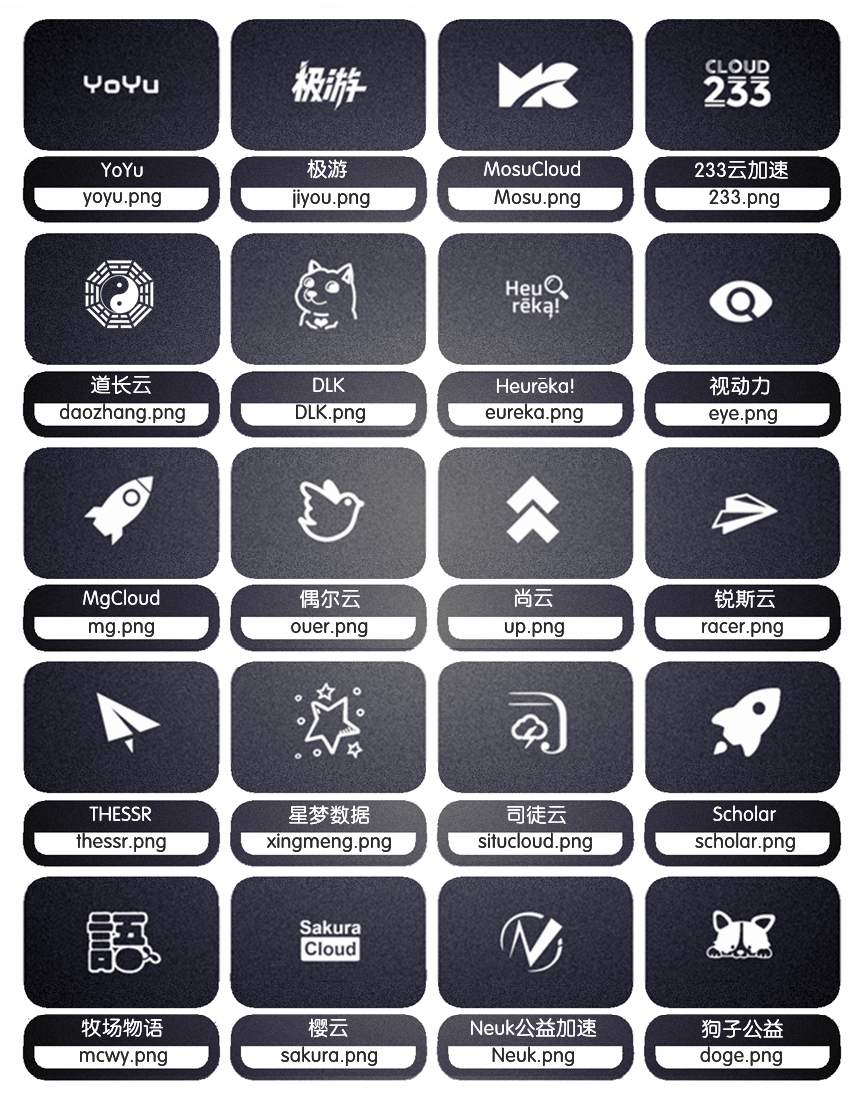 YoYu 极游 CLOUD
233
YoYu 极游 MosuCloud 233云加速
yoyu.png jiyou.png Mosu.png 233.png
Heu
rēka!
道长云 DLK Heurēka! 视动力
daozhang.png DLK.png eureka.png eye.png
MgCloud 偶尔云 尚云 锐斯云
mg.png ouer.png up.png racer.png
THESSR 星梦数据 司徒云 Scholar
thessr.png xingmeng.png situcloud.png scholar.png
Sakura
Cloud
牧场物语 樱云 Neuk公益加速 狗子公益
mcwy.png sakura.png Neuk.png doge.png